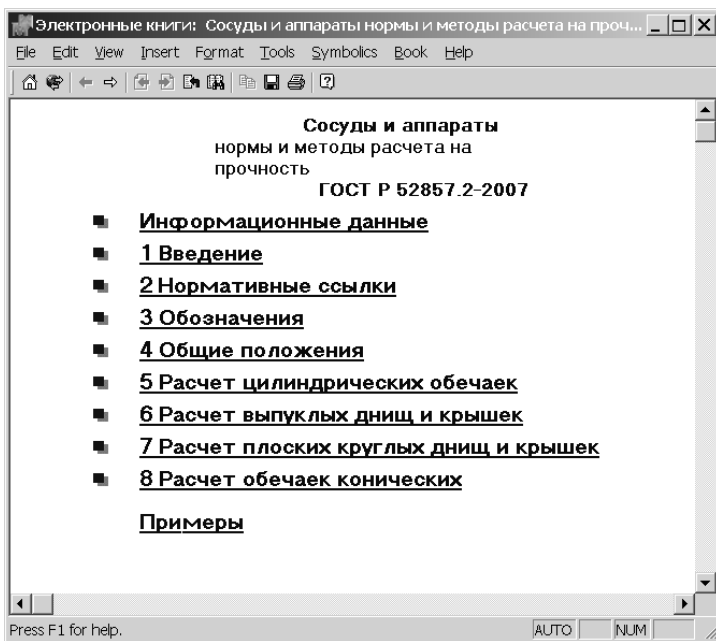 Электронные книги: Сосуды и аппараты нормы и методы расчета на проч...
File Edit View Insert Format Tools Symbolics Book Help
Сосуды и аппараты
нормы и методы расчета на
прочность
ГОСТ Р 52857.2-2007
Информационные данные
1 Введение
2 Нормативные ссылки
3 Обозначения
4 Общие положения
5 Расчет цилиндрических обечаек
6 Расчет выпуклых днищ и крышек
7 Расчет плоских круглых днищ и крышек
8 Расчет обечаек конических
Примеры
Press F1 for help. AUTO NUM